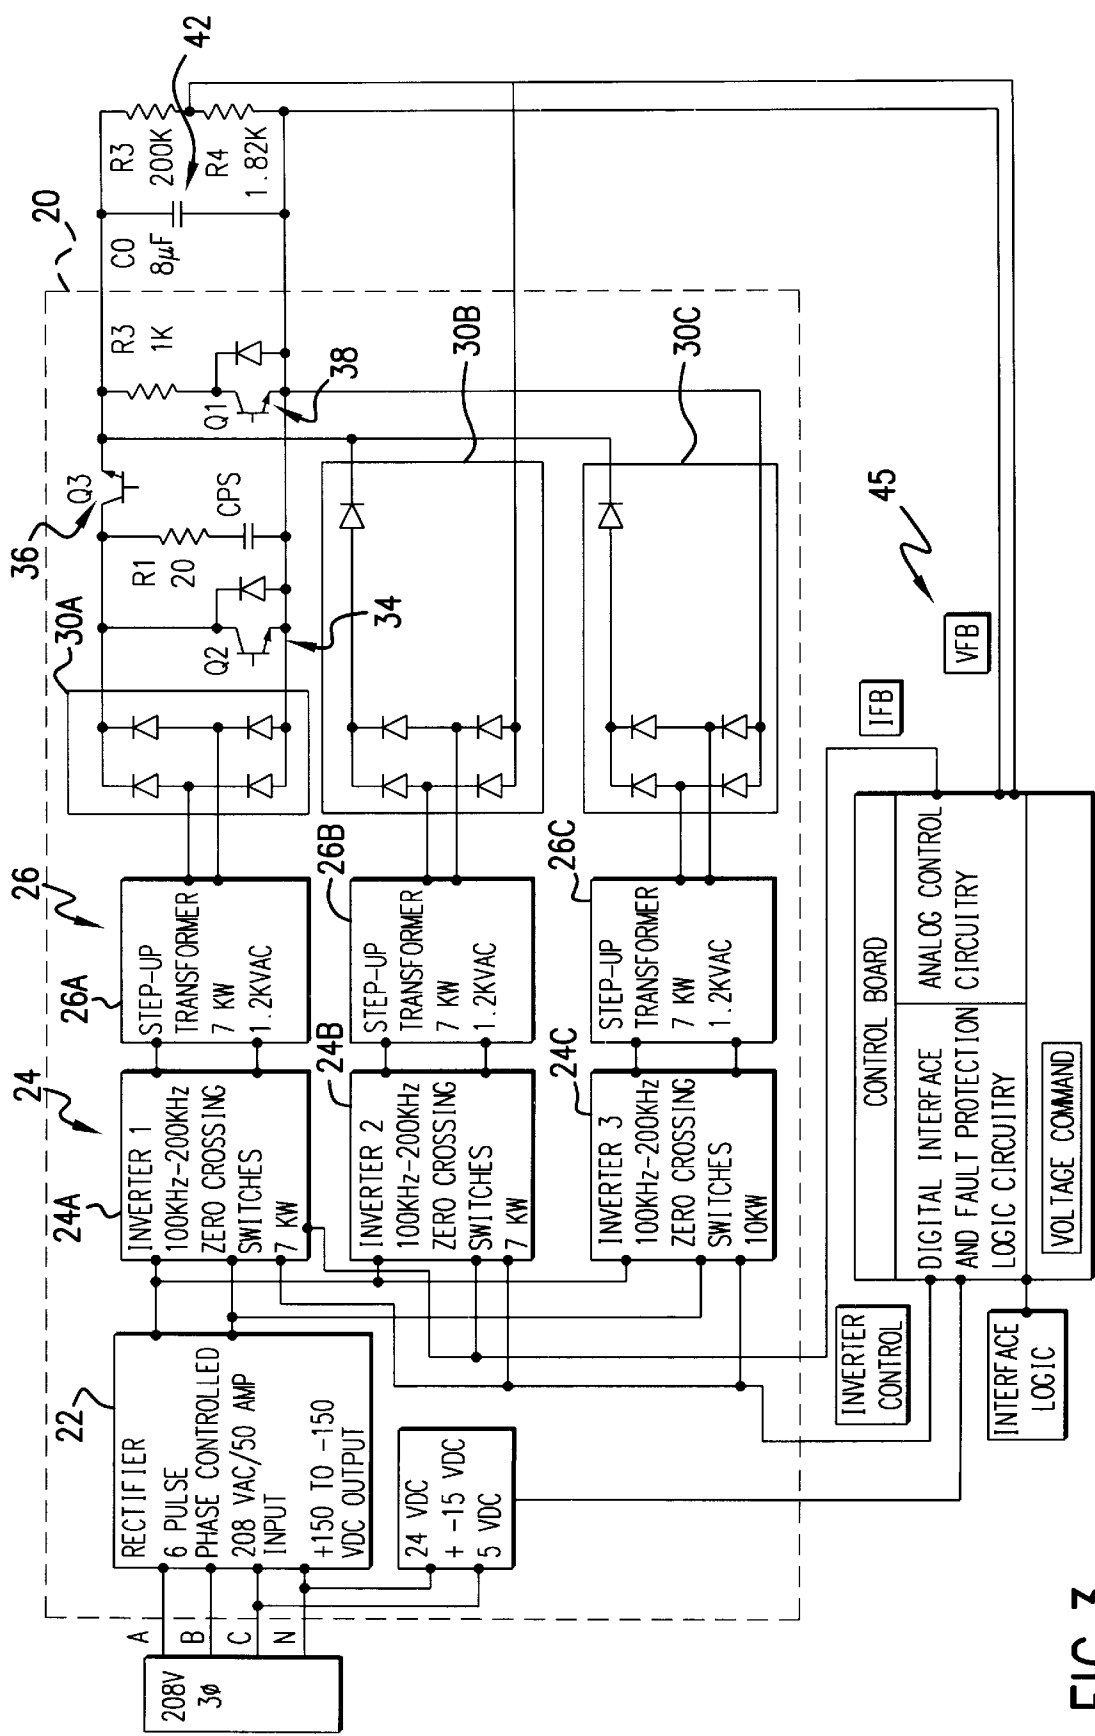 20
42
R3
200K
R4
1.82K
CO
8µF
R3
1K
Q1
38
30B
30C
36
Q3
R1
20
CPS
Q2
34
30A
26
26A
STEP-UP
TRANSFORMER
7 KW
1.2KVAC
26B
STEP-UP
TRANSFORMER
7 KW
1.2KVAC
26C
STEP-UP
TRANSFORMER
7 KW
1.2KVAC
24
24A
INVERTER 1
100KHz-200KHz
ZERO CROSSING
SWITCHES
7 KW
24B
INVERTER 2
100KHz-200KHz
ZERO CROSSING
SWITCHES
7 KW
24C
INVERTER 3
100KHz-200KHz
ZERO CROSSING
SWITCHES
10KW
22
RECTIFIER
6 PULSE
PHASE CONTROLLED
208 VAC/50 AMP
INPUT
+150 TO -150
VDC OUTPUT
24 VDC
+ -15 VDC
5 VDC
A
B
C
N
208V
3ø
45
IFB
VFB
CONTROL BOARD
DIGITAL INTERFACE
AND FAULT PROTECTION
LOGIC CIRCUITRY
ANALOG CONTROL
CIRCUITRY
VOLTAGE COMMAND
INVERTER
CONTROL
INTERFACE
LOGIC
FIG. 3